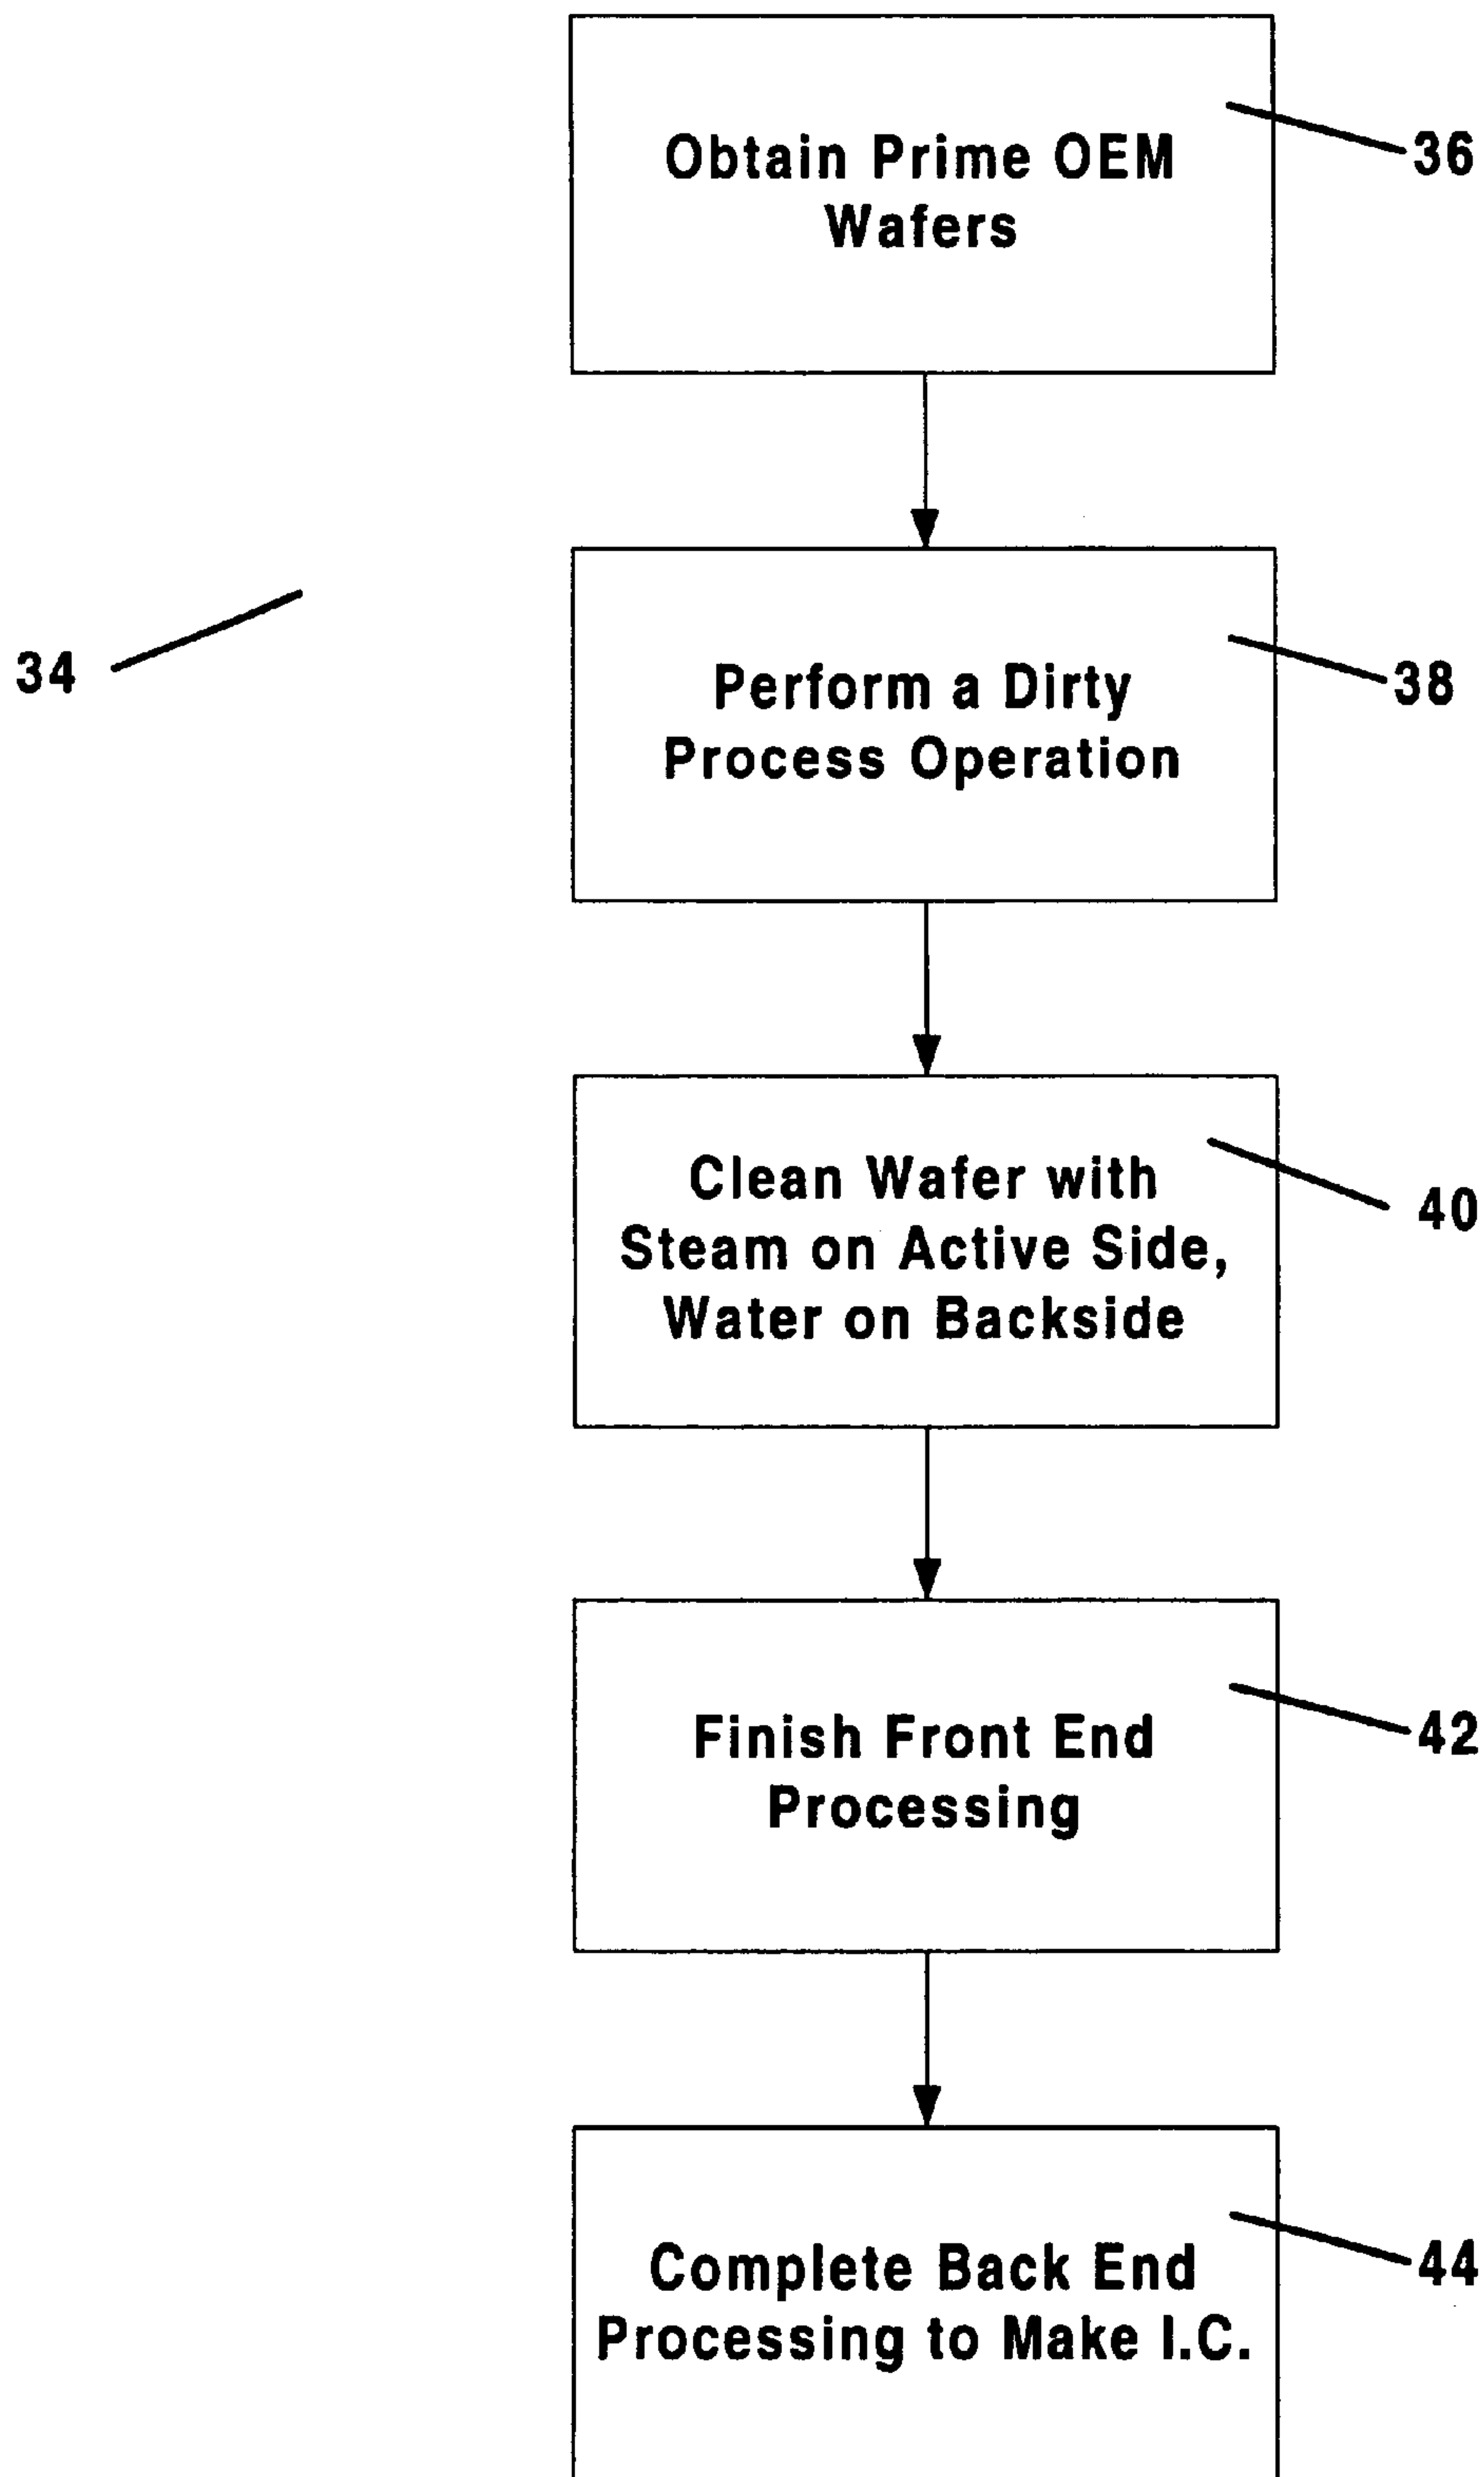 Obtain Prime OEM
Wafers
36
34
Perform a Dirty
Process Operation
38
Clean Wafer with
Steam on Active Side,
Water on Backside
40
Finish Front End
Processing
42
Complete Back End
Processing to Make I.C.
44